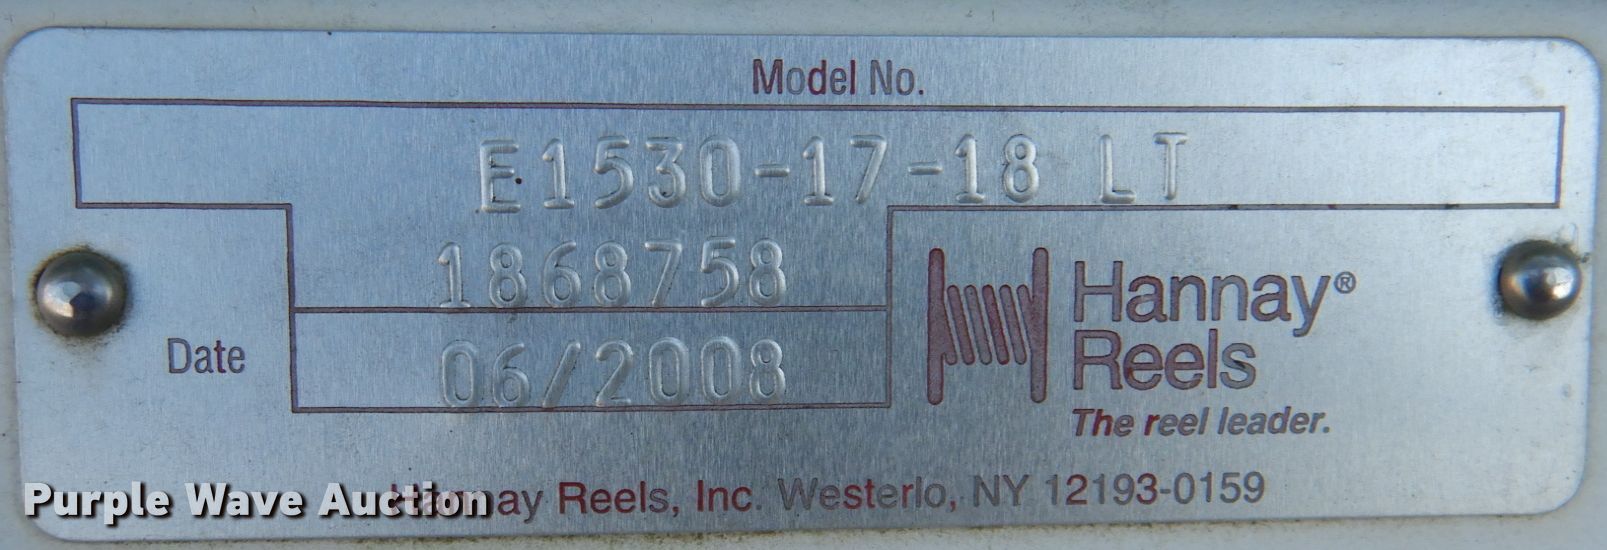 Model No.
E1530-17-18 LT
1868758
Date 06/2008
Hannay®
Reels
The reel leader.
Hannay Reels, Inc. Westerlo, NY 12193-0159
Purple Wave Auction